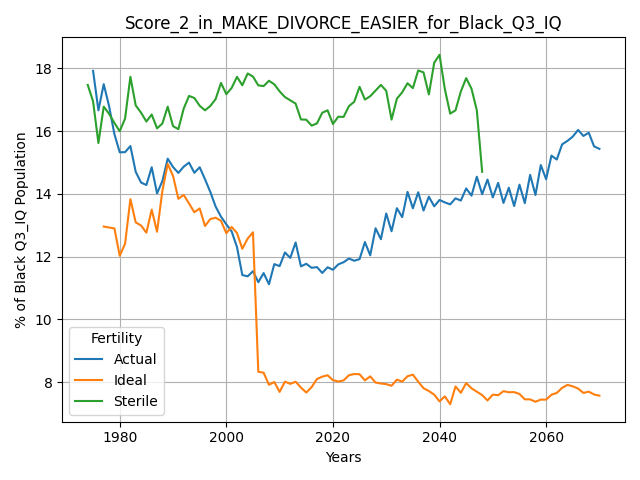 Score_2_in_MAKE_DIVORCE_EASIER_for_Black_Q3_IQ
% of Black Q3_IQ Population
18
16
14
12
10
8
Fertility
Actual
Ideal
Sterile
1980
2000
2020
2040
2060
Years